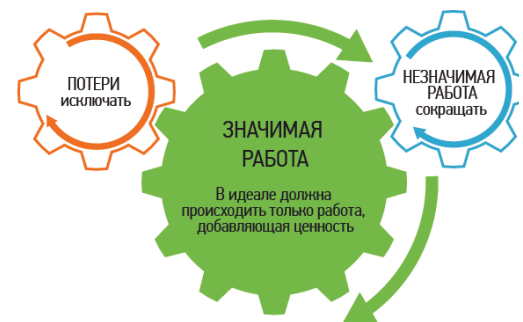 ПОТЕРИ
исключать
НЕЗНАЧИМАЯ
РАБОТА
сокращать
ЗНАЧИМАЯ
РАБОТА
В идеале должна
происходить только работа,
добавляющая ценность